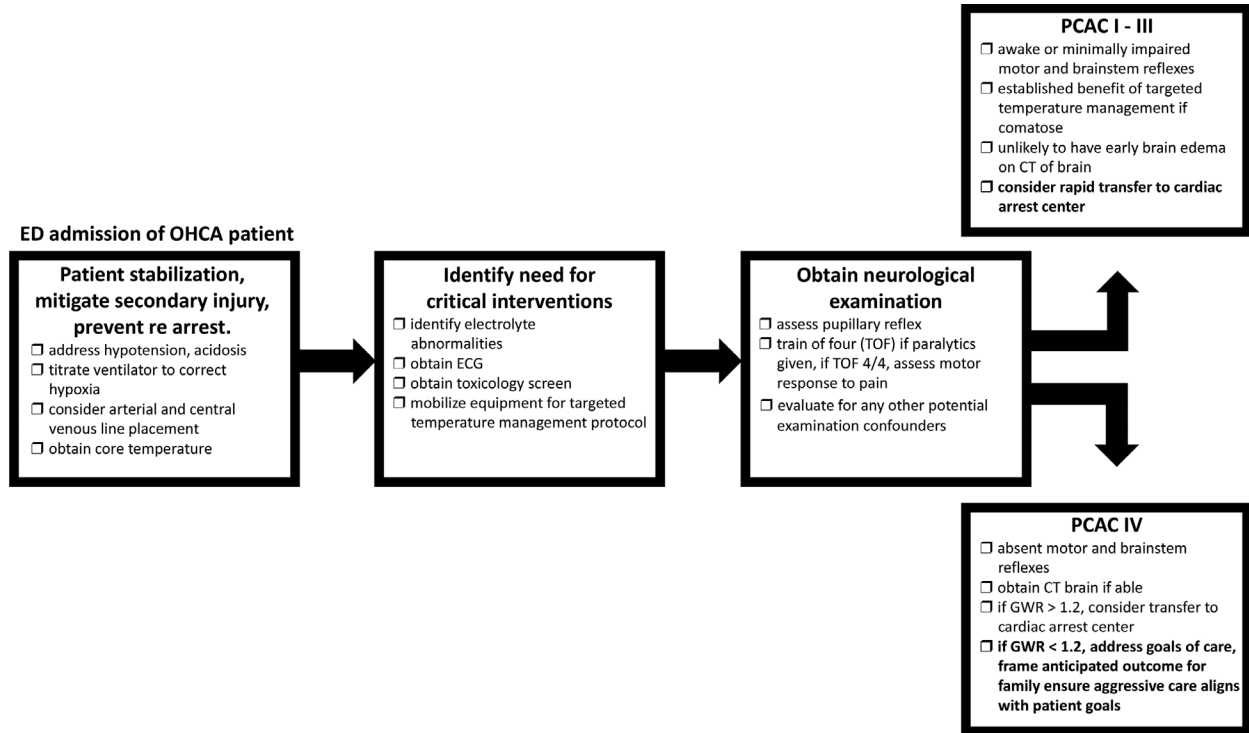 ED admission of OHCA patient
Patient stabilization,
mitigate secondary injury,
prevent re arrest.
❒ address hypotension, acidosis
❒ titrate ventilator to correct
hypoxia
❒ consider arterial and central
venous line placement
❒ obtain core temperature
Identify need for
critical interventions
❒ identify electrolyte
abnormalities
❒ obtain ECG
❒ obtain toxicology screen
❒ mobilize equipment for targeted
temperature management protocol
Obtain neurological
examination
❒ assess pupillary reflex
❒ train of four (TOF) if paralytics
given, if TOF 4/4, assess motor
response to pain
❒ evaluate for any other potential
examination confounders
PCAC I - III
❒ awake or minimally impaired
motor and brainstem reflexes
❒ established benefit of targeted
temperature management if
comatose
❒ unlikely to have early brain edema
on CT of brain
❒ consider rapid transfer to cardiac
arrest center
PCAC IV
❒ absent motor and brainstem
reflexes
❒ obtain CT brain if able
❒ if GWR > 1.2, consider transfer to
cardiac arrest center
❒ if GWR < 1.2, address goals of care,
frame anticipated outcome for
family ensure aggressive care aligns
with patient goals